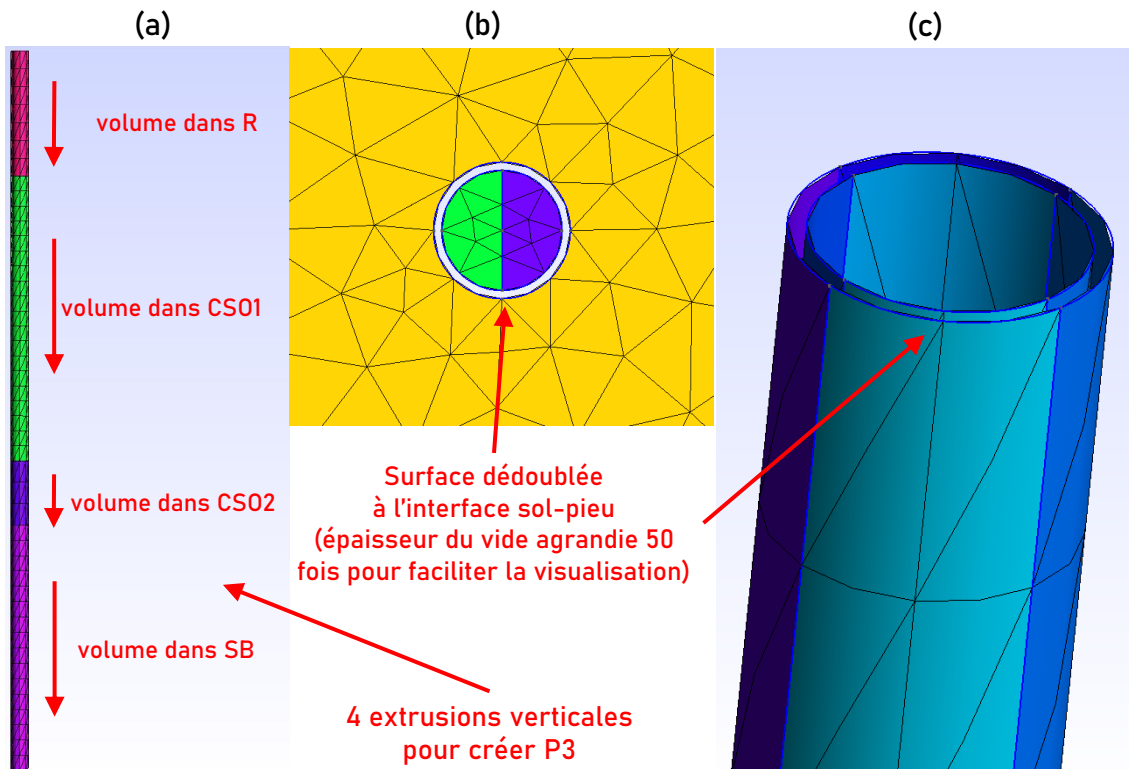 (a)
(b)
(c)
volume dans R
volume dans CSO1
volume dans CSO2
volume dans SB
Surface dédoublée
à l'interface sol-pieu
(épaisseur du vide agrandie 50
fois pour faciliter la visualisation)
4 extrusions verticales
pour créer P3